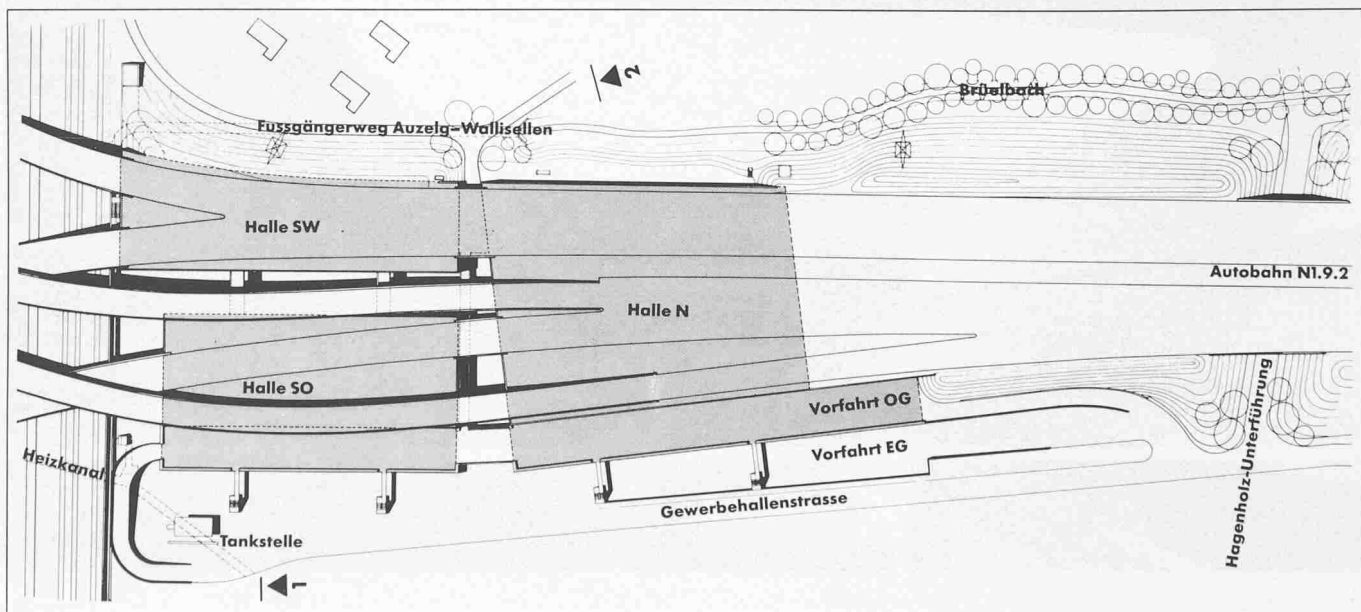 2
Brüelbach
Fussgängerweg Auzelg–Wallisellen
Halle SW
Autobahn N1.9.2
Halle N
Halle SO
Vorfahrt OG
Vorfahrt EG
Heizkanal
Gewerbehallenstrasse
Hagenholz-Unterführung
Tankstelle
1